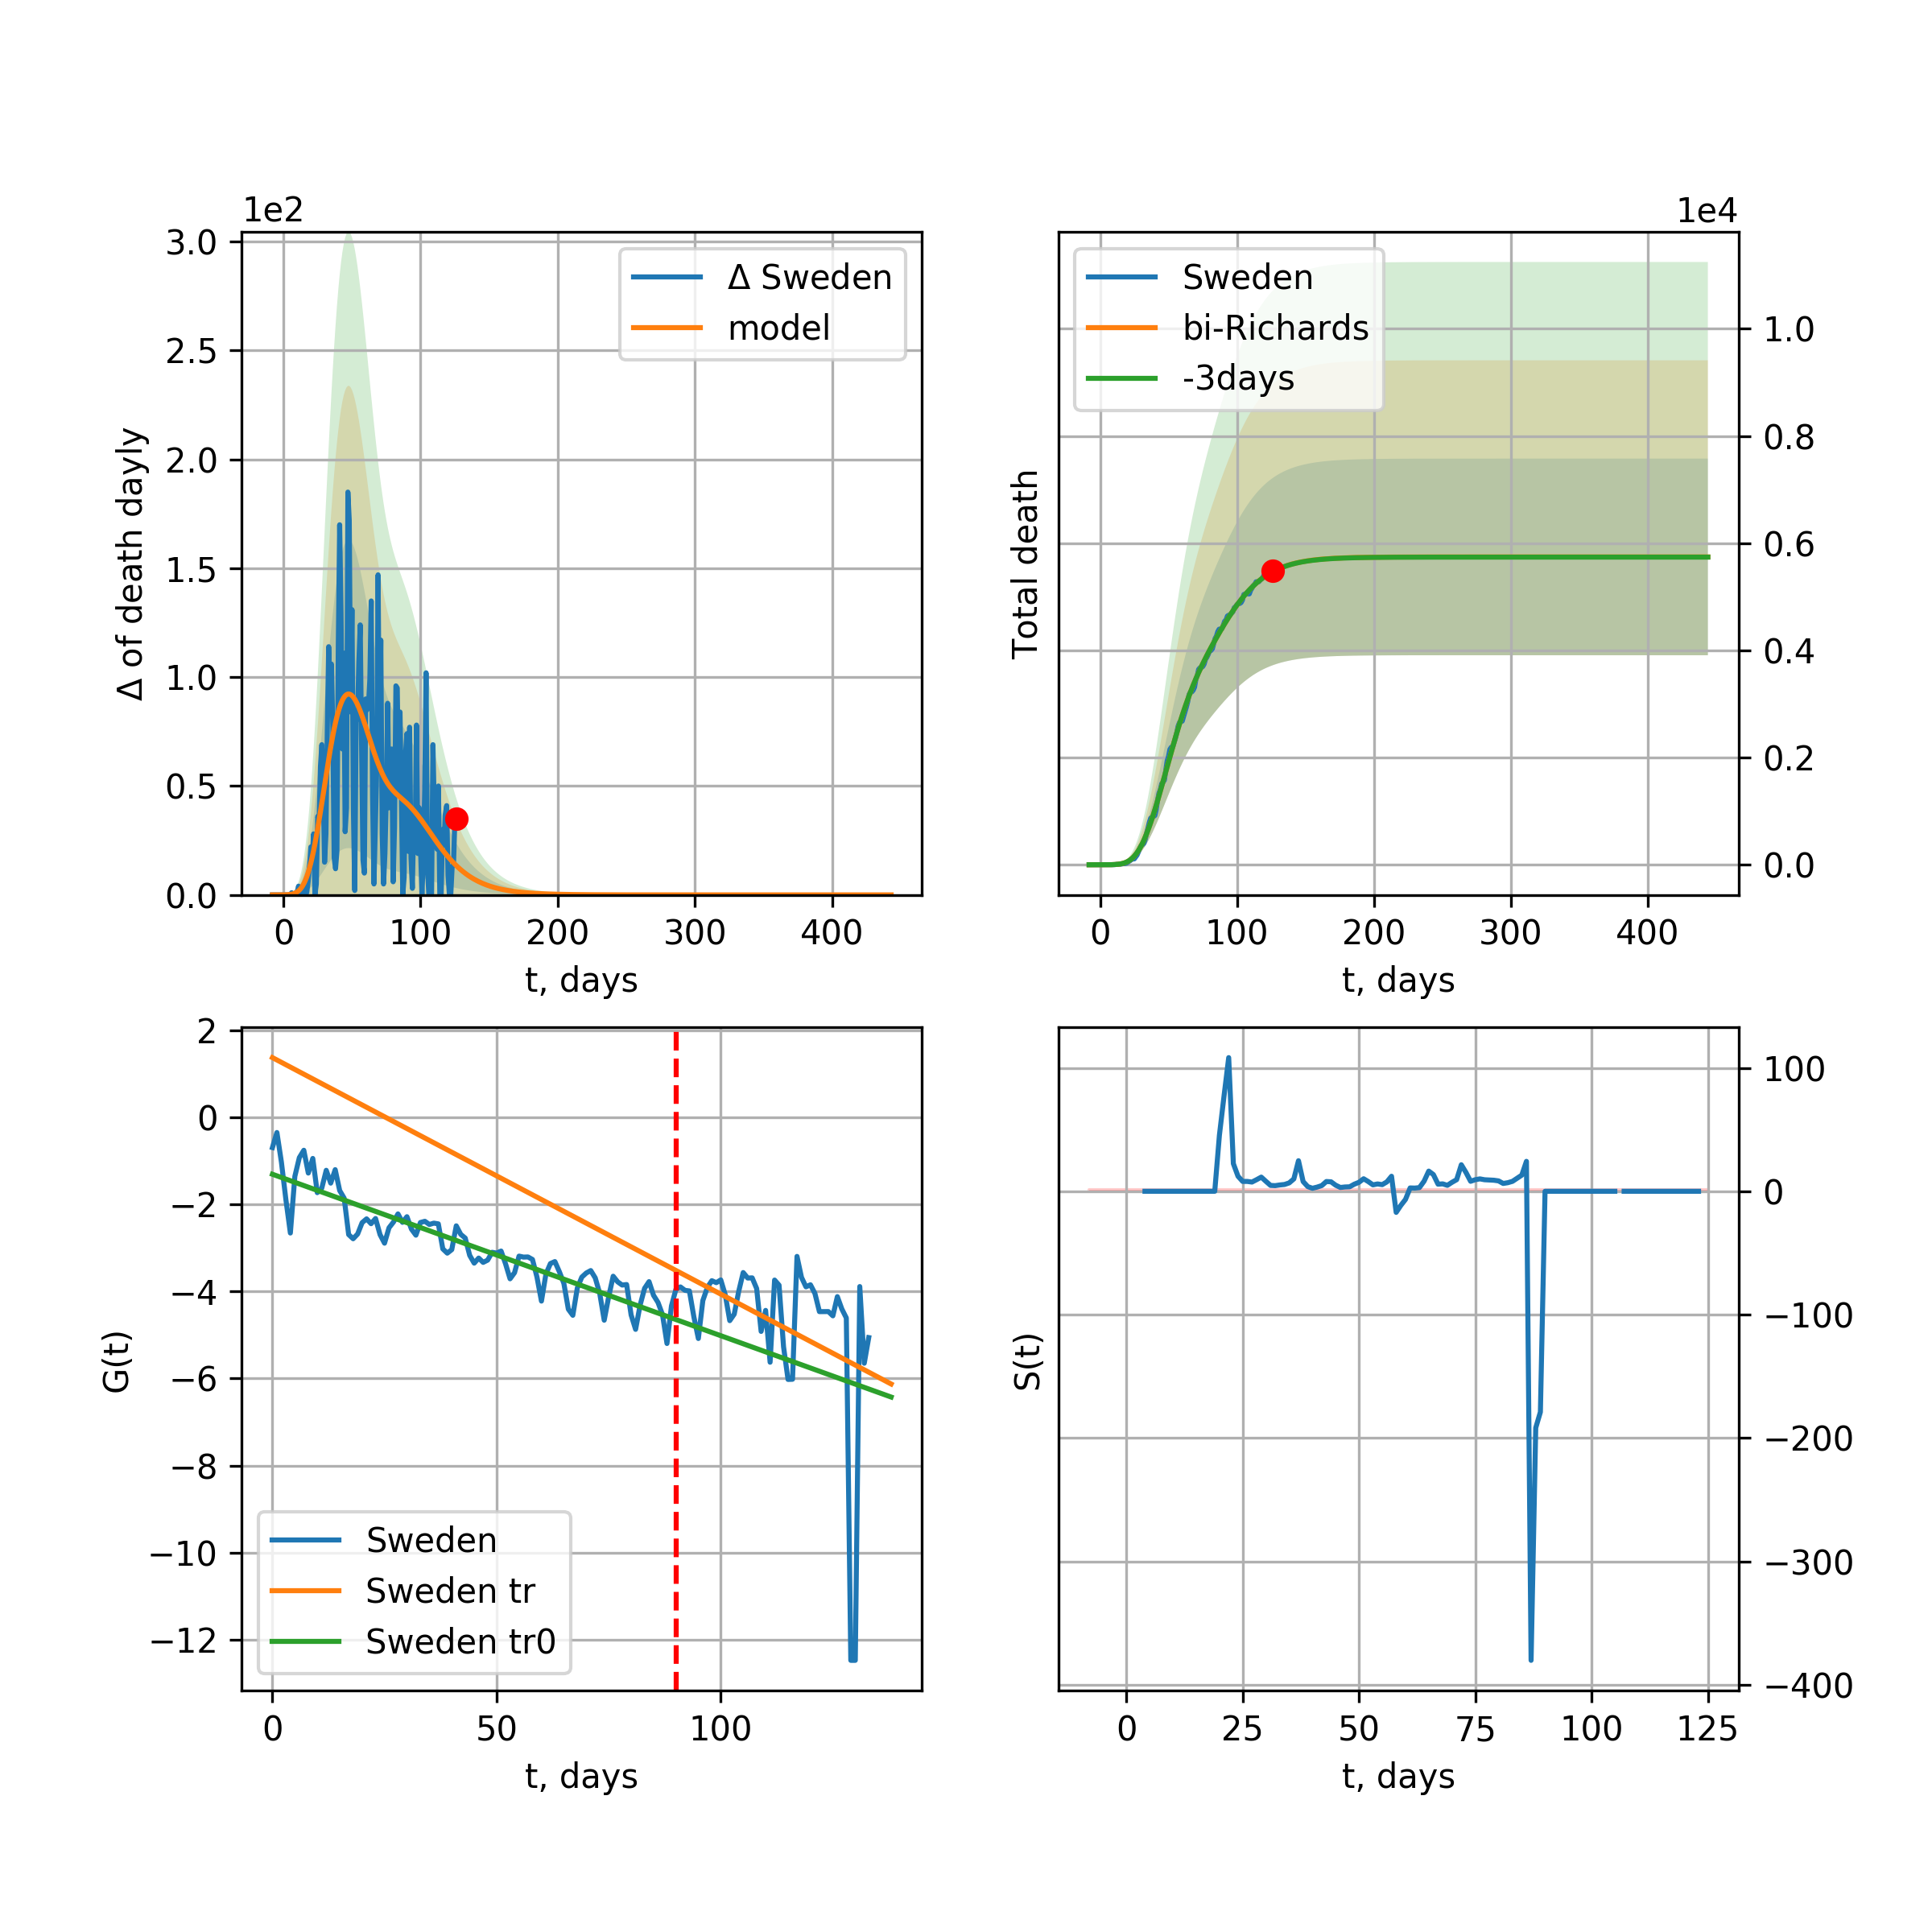 1e2
3.0
2.5
2.0
1.5
1.0
0.5
0.0
Δ of death dayly
Δ Sweden
model
0 100 200 300 400
t, days
1e4
Sweden
bi-Richards
-3days
Total death
1.0
0.8
0.6
0.4
0.2
0.0
0 100 200 300 400
t, days
2
0
−2
−4
−6
−8
−10
−12
G(t)
Sweden
Sweden tr
Sweden tr0
0 50 100
t, days
S(t)
100
0
−100
−200
−300
−400
0 25 50 75 100 125
t, days